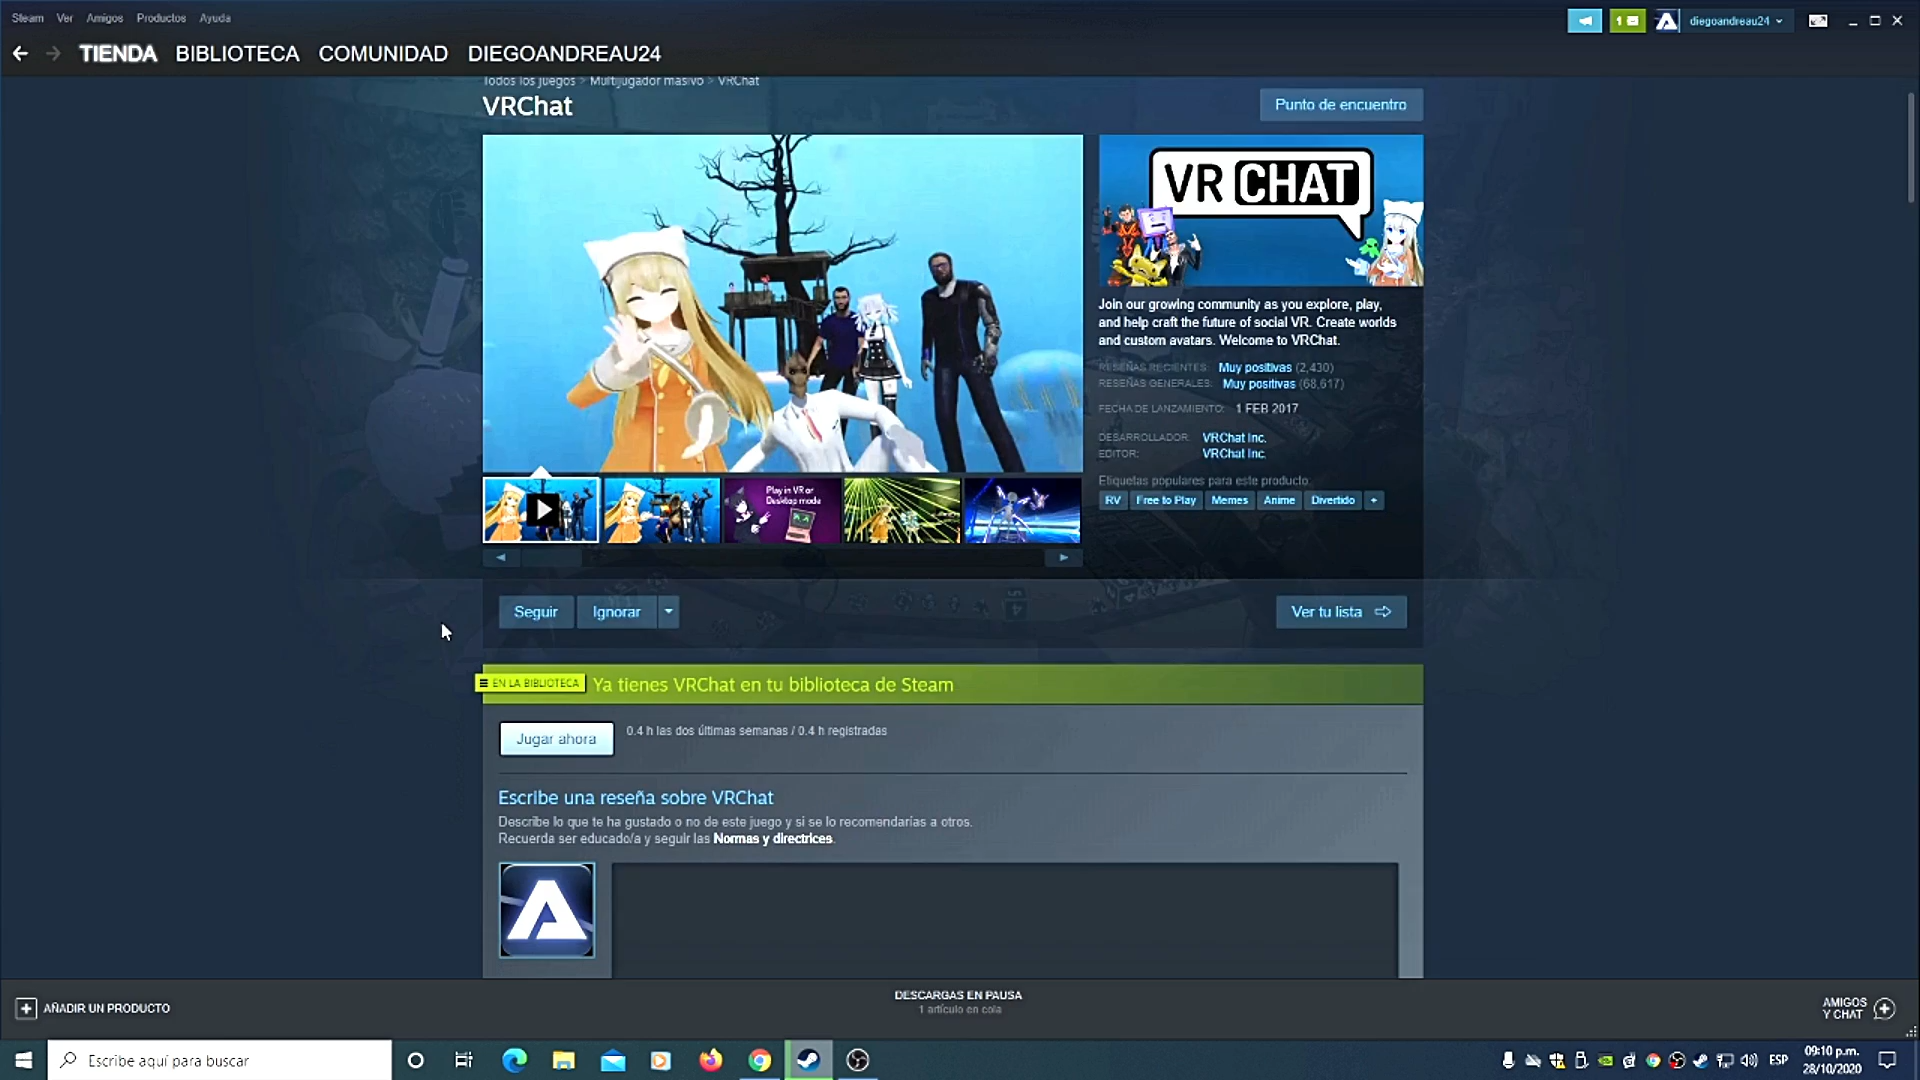 Steam Ver Amigos Productos Ayuda
1
diegoandreau24
TIENDA BIBLIOTECA COMUNIDAD DIEGOANDREAU24
Todos los juegos > Multijugador masivo > VRChat
VRChat
Punto de encuentro
VR CHAT
Join our growing community as you explore, play,
and help craft the future of social VR. Create worlds
and custom avatars. Welcome to VRChat.
RESEÑAS RECIENTES: Muy positivas (2,430)
RESEÑAS GENERALES: Muy positivas (68,617)
FECHA DE LANZAMIENTO: 1 FEB 2017
DESARROLLADOR: VRChat Inc.
EDITOR: VRChat Inc.
Etiquetas populares para este producto:
RV Free to Play Memes Anime Divertido +
Play in VR or
Desktop mode
Seguir Ignorar
Ver tu lista
EN LA BIBLIOTECA
Ya tienes VRChat en tu biblioteca de Steam
Jugar ahora
0.4 h las dos últimas semanas / 0.4 h registradas
Escribe una reseña sobre VRChat
Describe lo que te ha gustado o no de este juego y si se lo recomendarías a otros.
Recuerda ser educado/a y seguir las Normas y directrices.
AÑADIR UN PRODUCTO
DESCARGAS EN PAUSA
1 artículo en cola
AMIGOS
Y CHAT
Escribe aquí para buscar
ESP
09:10 p.m.
28/10/2020